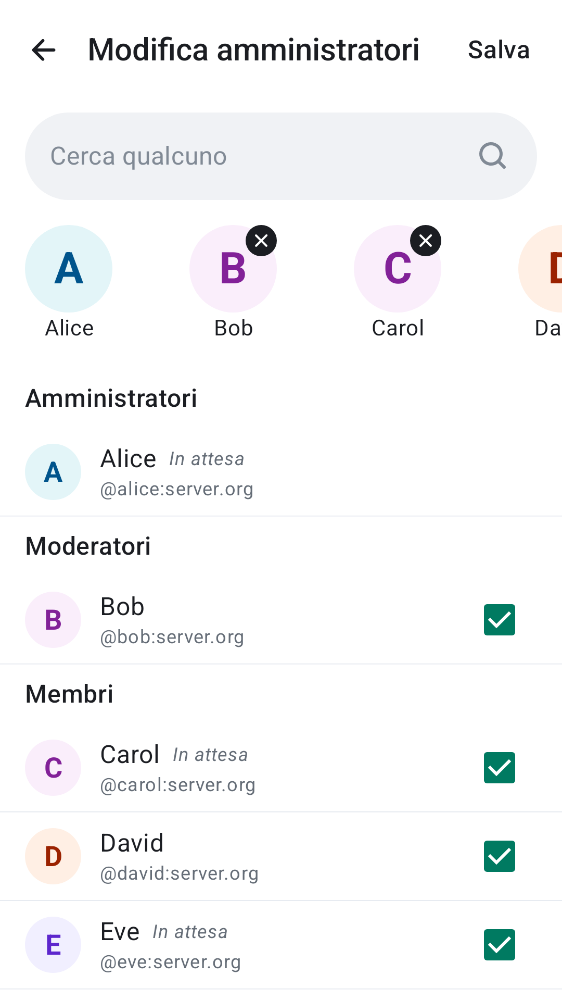 Modifica amministratori Salva
Cerca qualcuno
A B C D
Alice Bob Carol Da
Amministratori
A Alice In attesa
@alice:server.org
Moderatori
B Bob
@bob:server.org
Membri
C Carol In attesa
@carol:server.org
D David
@david:server.org
E Eve In attesa
@eve:server.org